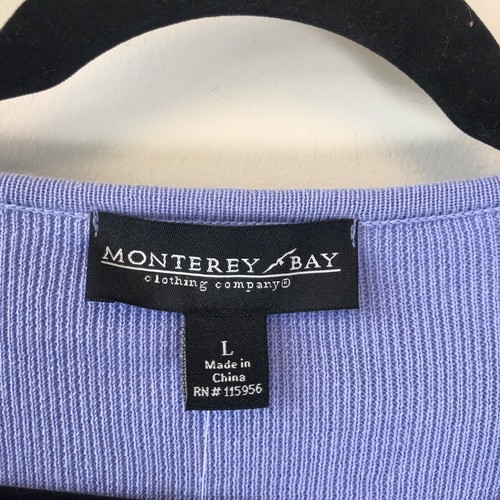 MONTEREY BAY
clothing company®
L
Made in
China
RN# 115956